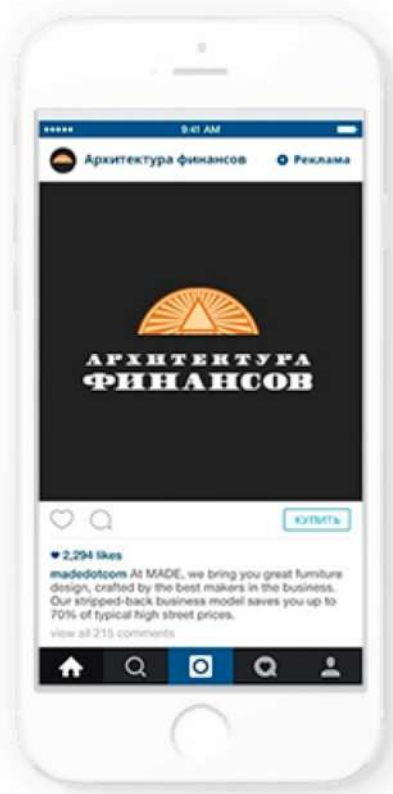 9:41 AM
Архитектура финансов
Реклама
АРХИТЕКТУРА
ФИНАНСОВ
КУПИТЬ
2,294 likes
madedotcom At MADE, we bring you great furniture
design, crafted by the best makers in the business.
Our stripped-back business model saves you up to
70% of typical high street prices.
view all 215 comments